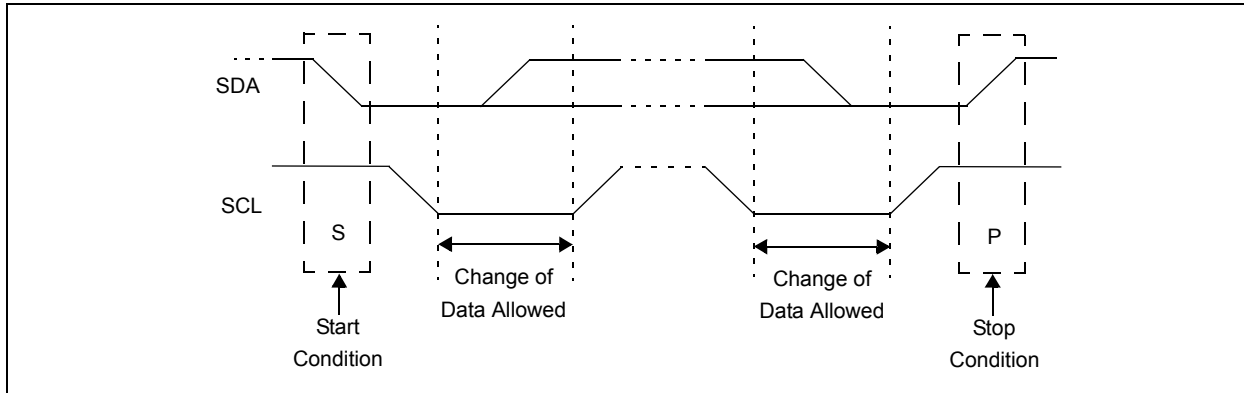 SDA
SCL
S
P
Change of
Data Allowed
Change of
Data Allowed
Start
Condition
Stop
Condition